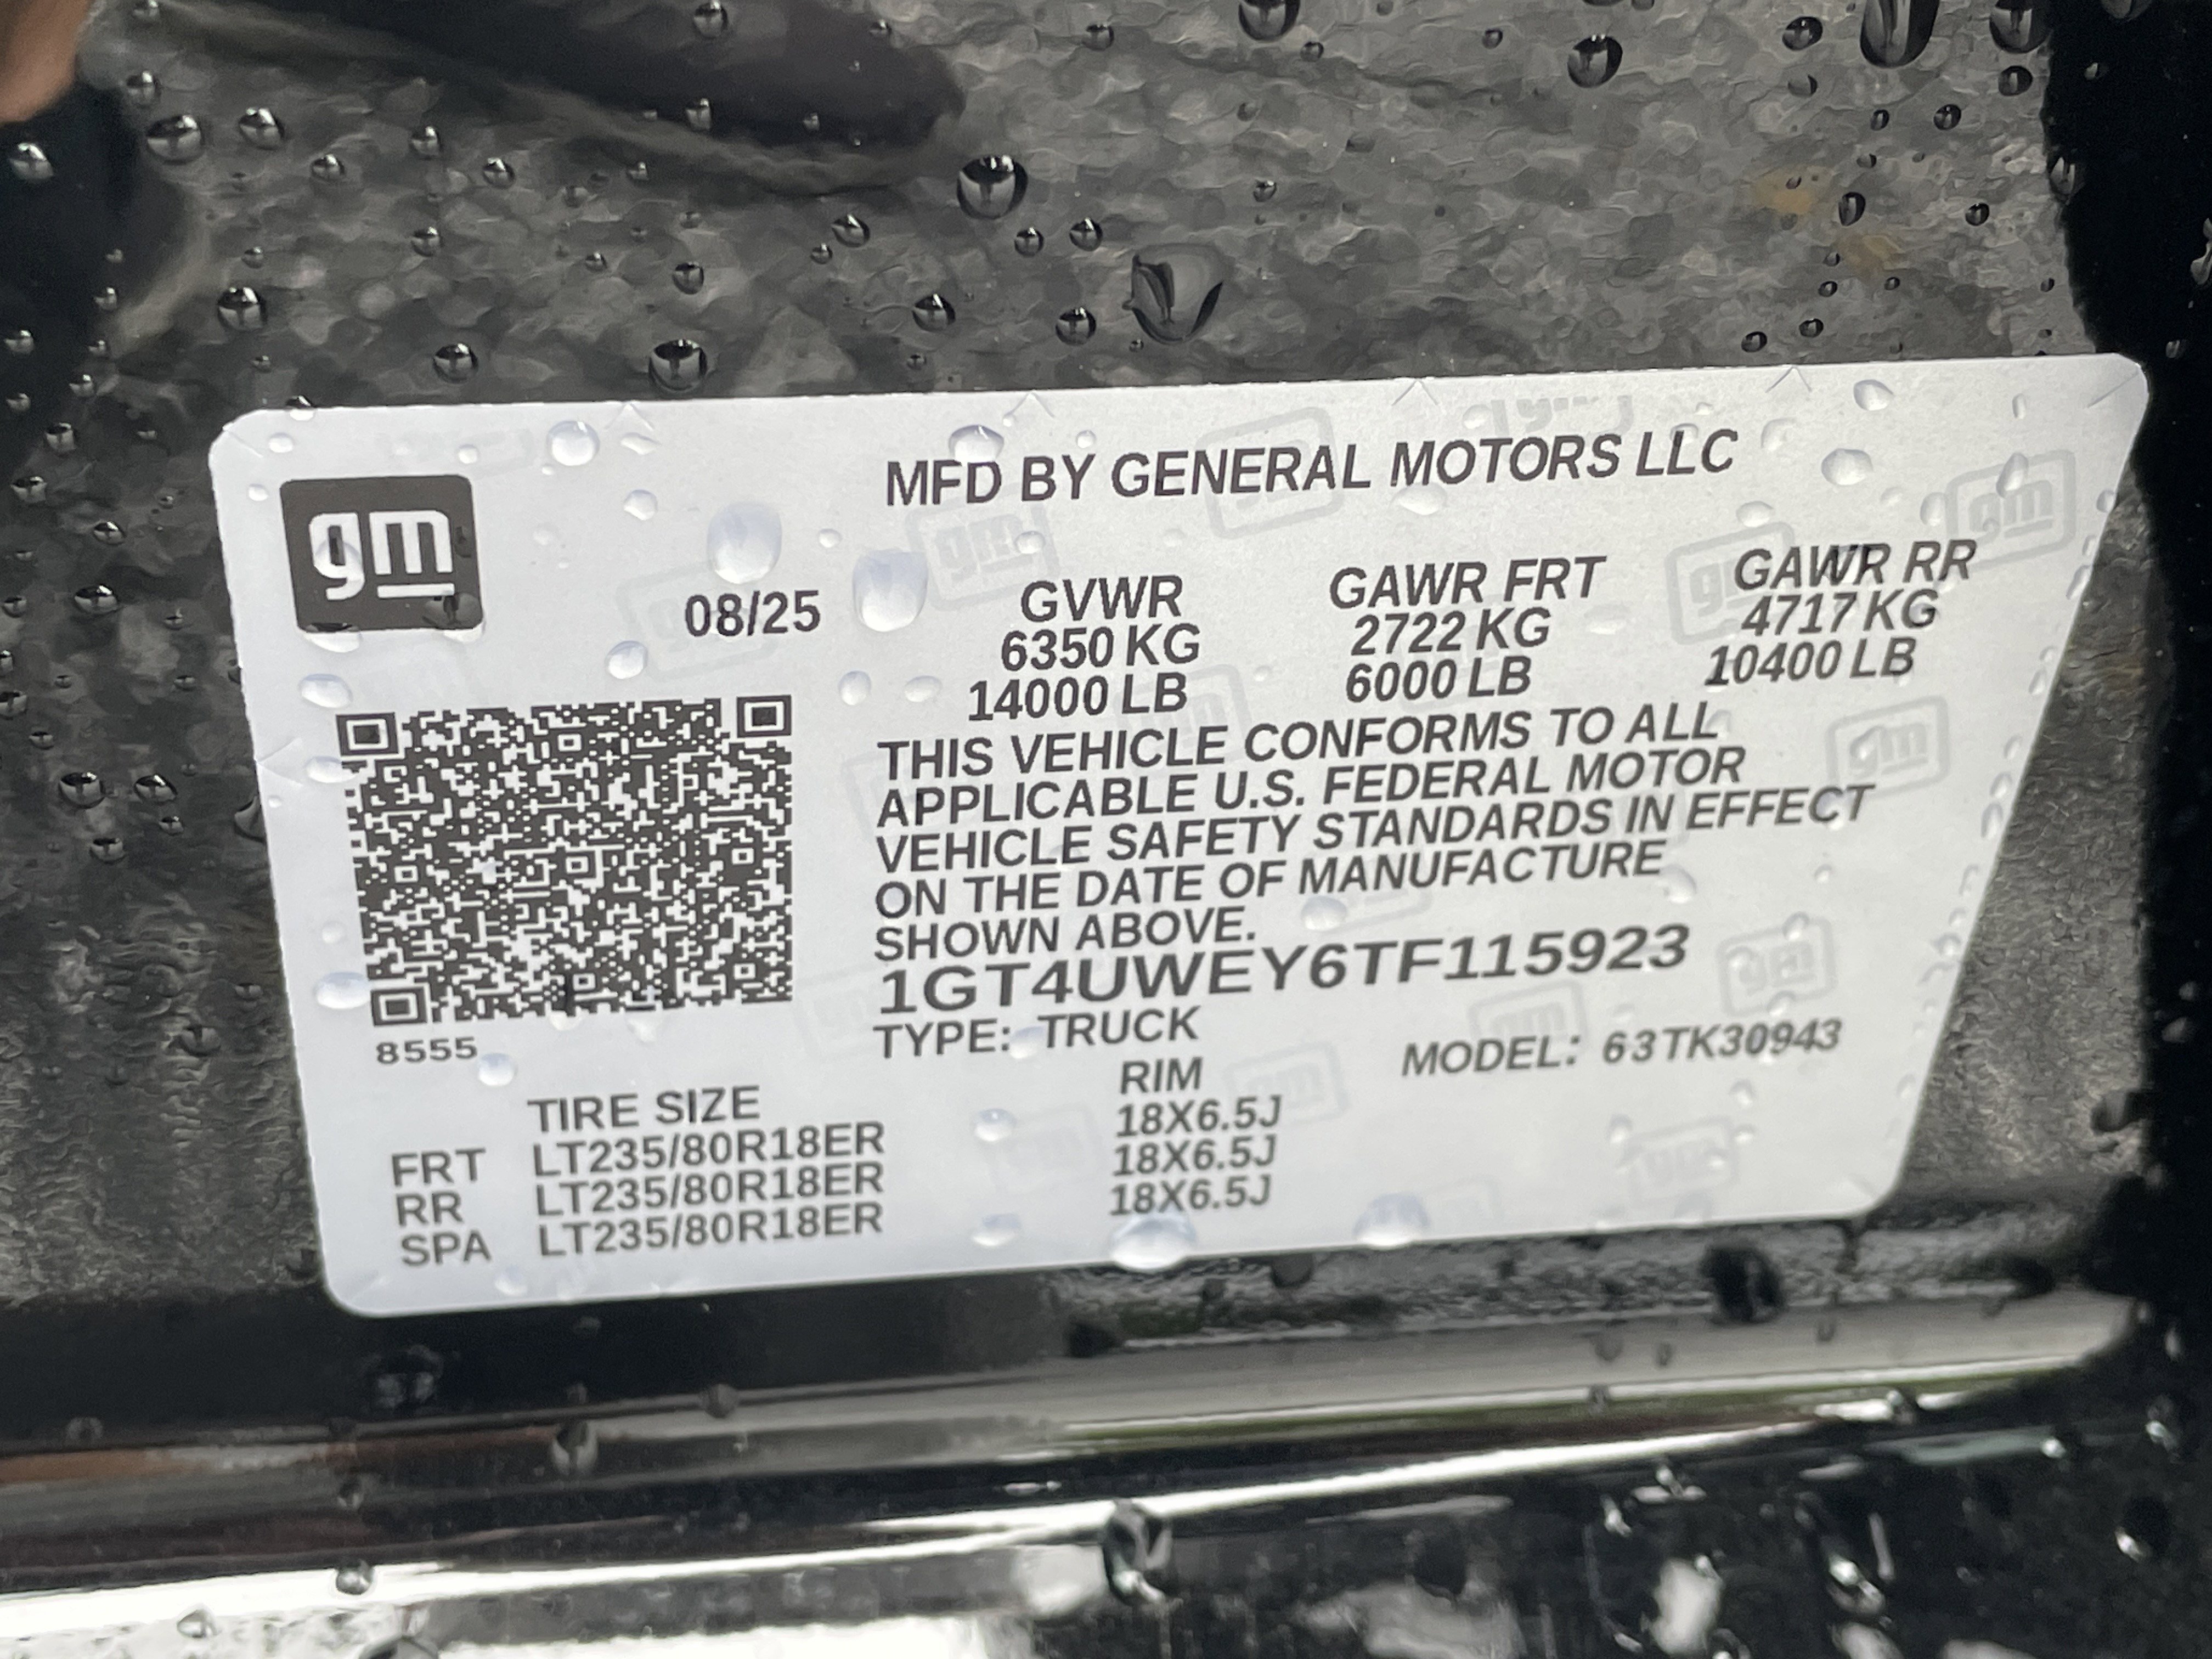 gm
MFD BY GENERAL MOTORS LLC
08/25
GVWR GAWR FRT GAWR RR
6350 KG 2722 KG 4717 KG
14000 LB 6000 LB 10400 LB
THIS VEHICLE CONFORMS TO ALL
APPLICABLE U.S. FEDERAL MOTOR
VEHICLE SAFETY STANDARDS IN EFFECT
ON THE DATE OF MANUFACTURE
SHOWN ABOVE.
1GT4UWEY6TF115923
8555
TYPE: TRUCK MODEL: 63TK30943
TIRE SIZE RIM
FRT LT235/80R18ER 18X6.5J
RR LT235/80R18ER 18X6.5J
SPA LT235/80R18ER 18X6.5J